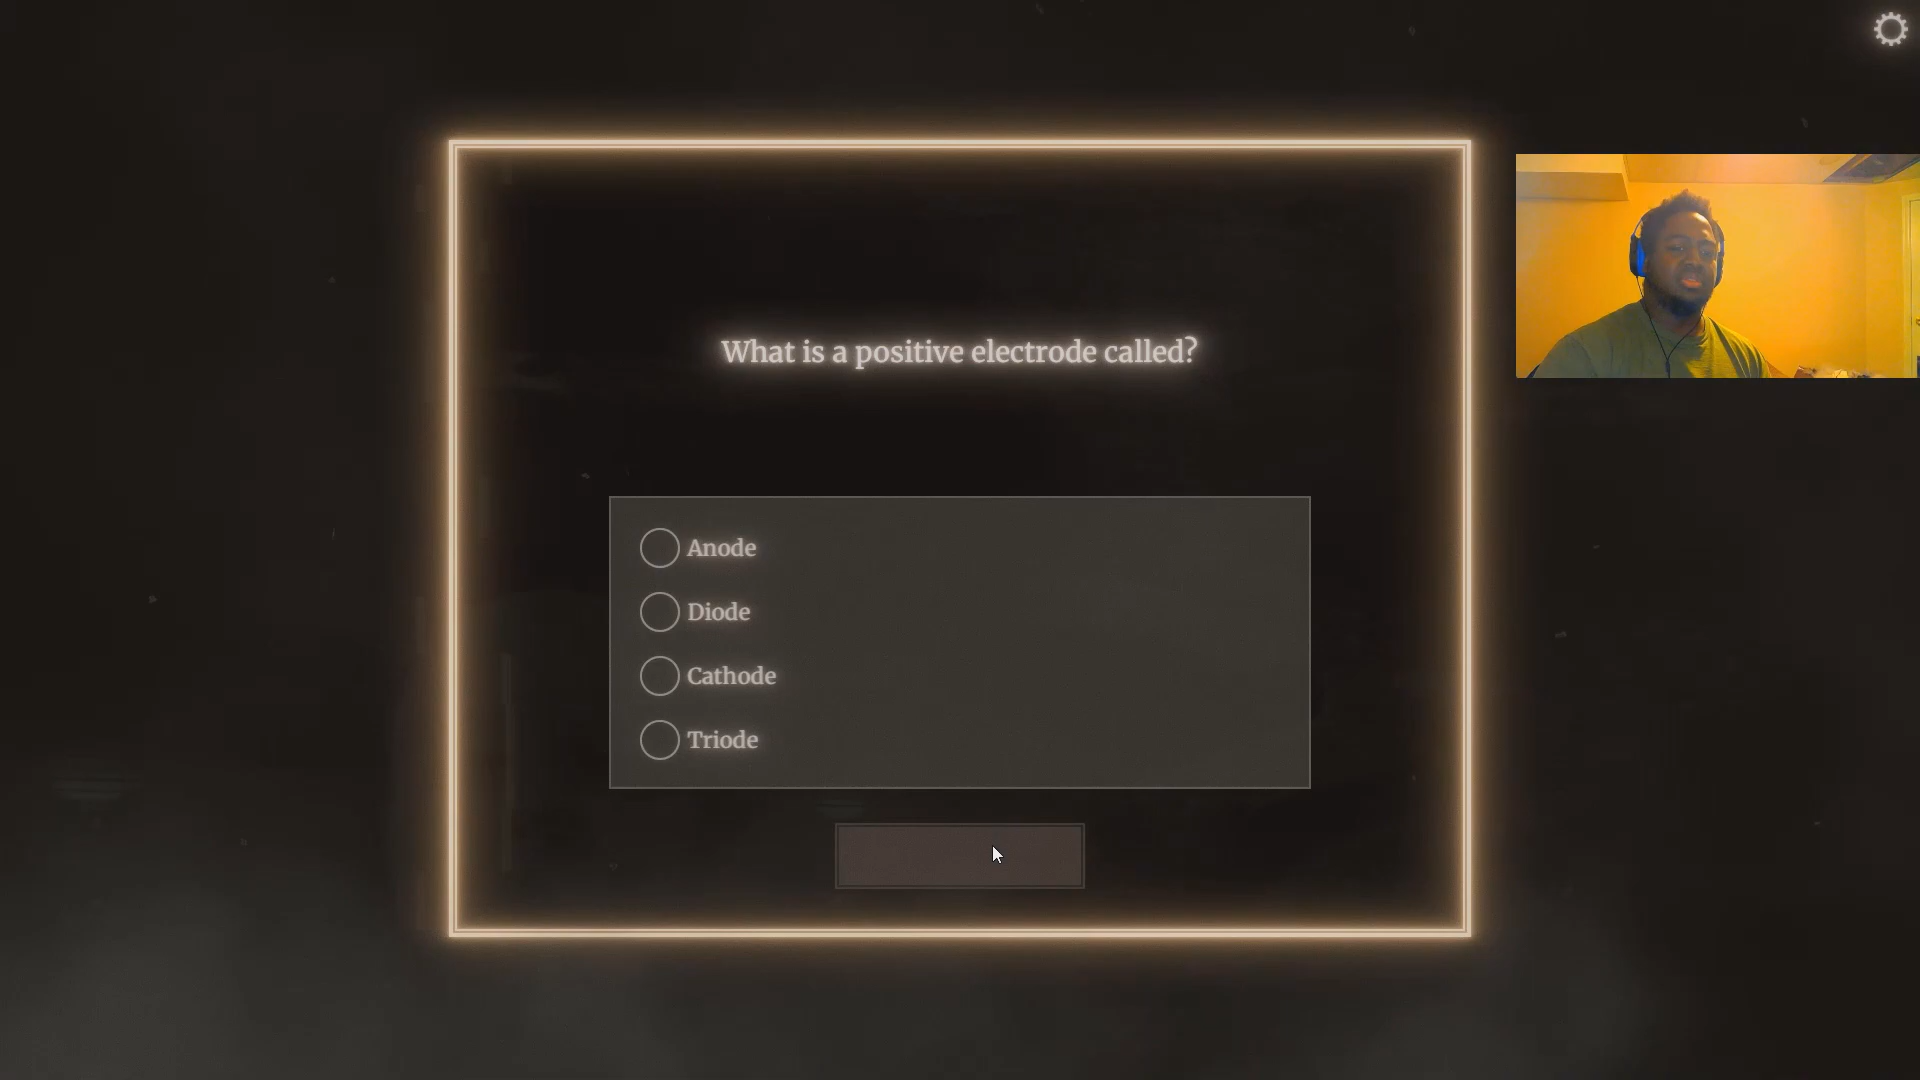 What is a positive electrode called?
Anode
Diode
Cathode
Triode